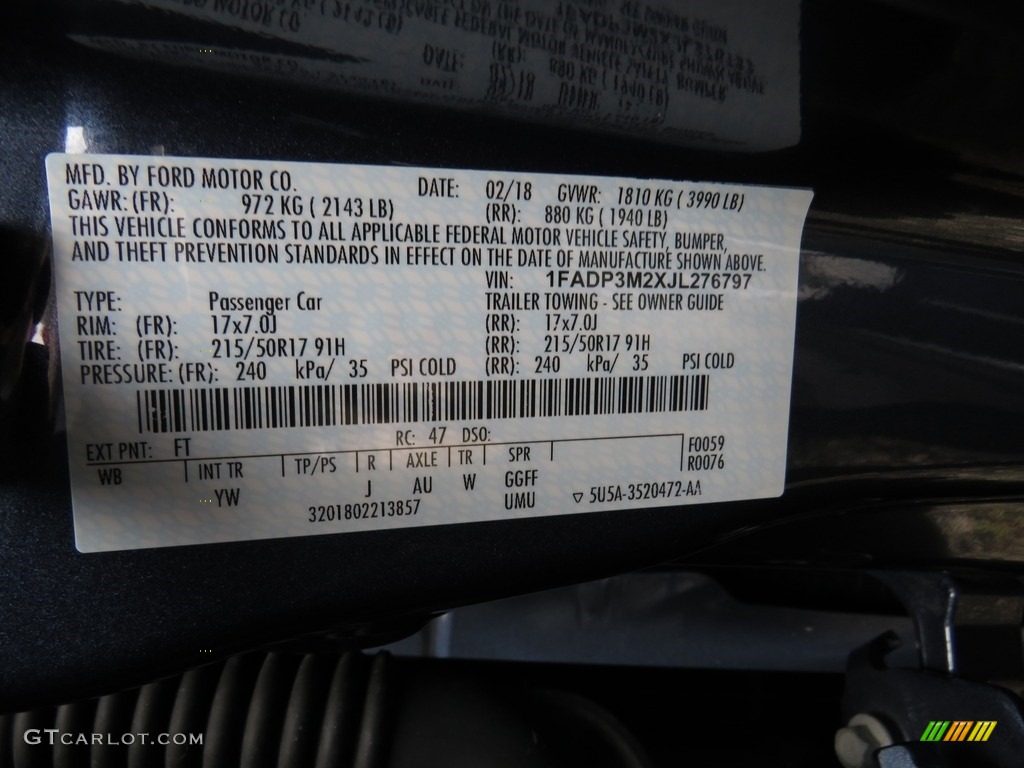 MFD. BY FORD MOTOR CO. DATE: 02/18 GVWR: 1810 KG ( 3990 LB)
GAWR: (FR): 972 KG ( 2143 LB) (RR): 880 KG ( 1940 LB)
THIS VEHICLE CONFORMS TO ALL APPLICABLE FEDERAL MOTOR VEHICLE SAFETY, BUMPER,
AND THEFT PREVENTION STANDARDS IN EFFECT ON THE DATE OF MANUFACTURE SHOWN ABOVE.
VIN: 1FADP3M2XJL276797
TYPE: Passenger Car TRAILER TOWING - SEE OWNER GUIDE
RIM: (FR): 17x7.0J (RR): 17x7.0J
TIRE: (FR): 215/50R17 91H (RR): 215/50R17 91H
PRESSURE: (FR): 240 kPa/ 35 PSI COLD (RR): 240 kPa/ 35 PSI COLD
EXT PNT: FT RC: 47 DSO: F0059
WB INT TR TP/PS R AXLE TR SPR R0076
YW J AU W GGFF
3201802213857 UMU ▽ 5U5A-3520472-AA
GTCARLOT.COM